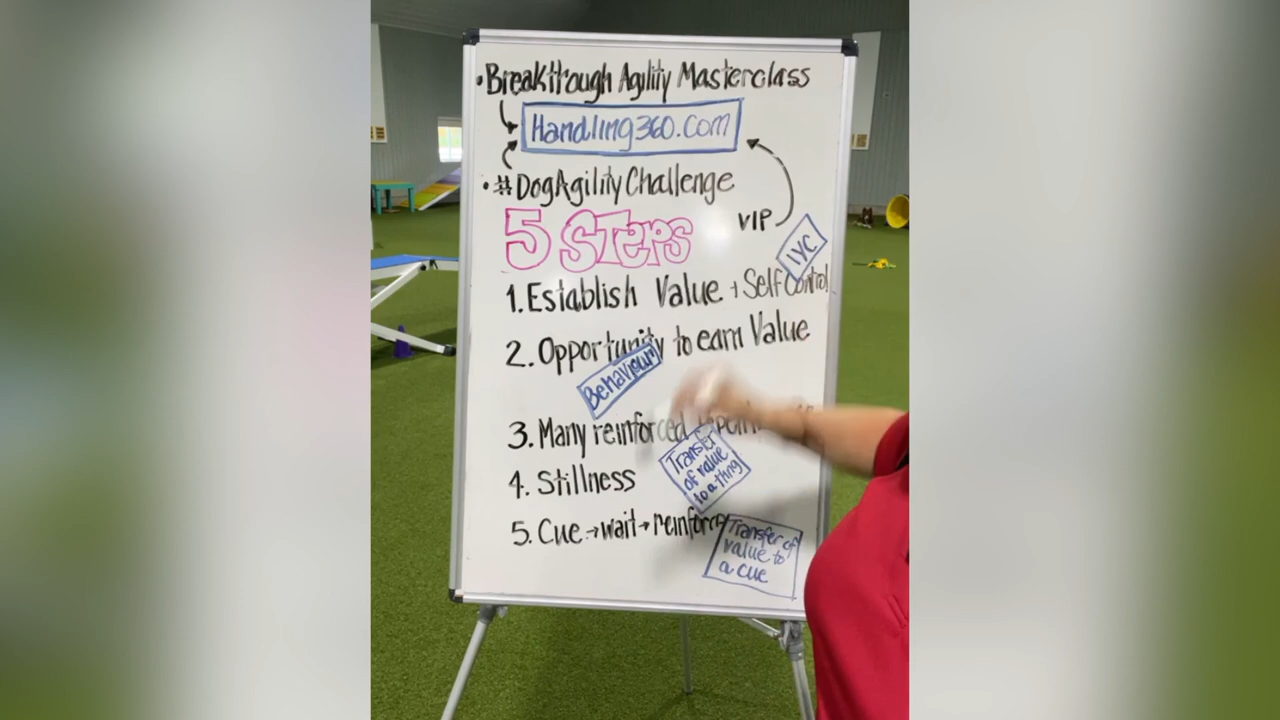 • Breakthrough Agility Masterclass
Handling360.com
• #DogAgilityChallenge
VIP
5 STEPS
IYC
1. Establish Value + Self Control
2. Opportunity to earn Value
Behaviour
3. Many reinforced
Transfer
of value
to a thing
4. Stillness
5. Cue → wait → reinforce
Transfer of
value to
a cue